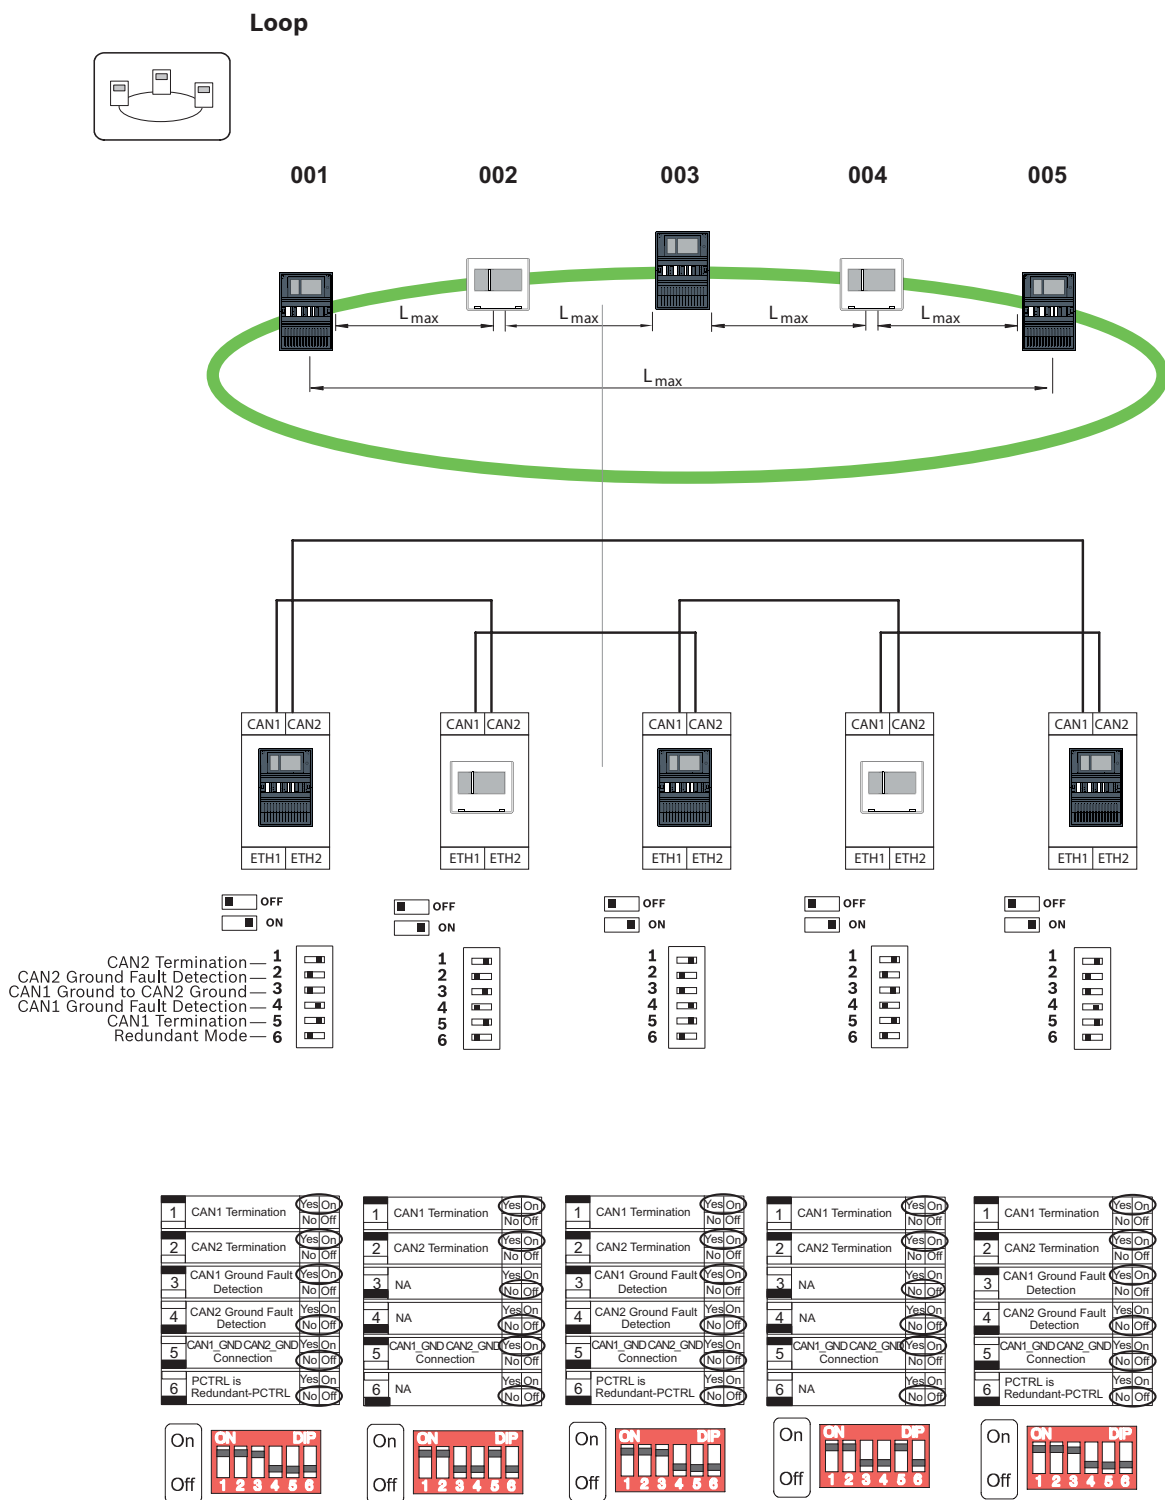 Loop
001 002 003 004 005
L max L max L max L max
L max
CAN1 CAN2 CAN1 CAN2 CAN1 CAN2 CAN1 CAN2 CAN1 CAN2
ETH1 ETH2 ETH1 ETH2 ETH1 ETH2 ETH1 ETH2 ETH1 ETH2
OFF OFF OFF OFF OFF
ON ON ON ON ON
CAN2 Termination 1 1 1 1 1
CAN2 Ground Fault Detection 2 2 2 2 2
CAN1 Ground to CAN2 Ground 3 3 3 3 3
CAN1 Ground Fault Detection 4 4 4 4 4
CAN1 Termination 5 5 5 5 5
Redundant Mode 6 6 6 6 6
1 CAN1 Termination Yes On
No Off
2 CAN2 Termination Yes On
No Off
3 CAN1 Ground Fault Detection Yes On
No Off
4 CAN2 Ground Fault Detection Yes On
No Off
5 CAN1_GND CAN2_GND Connection Yes On
No Off
6 PCTRL is Redundant-PCTRL Yes On
No Off
1 CAN1 Termination Yes On
No Off
2 CAN2 Termination Yes On
No Off
3 NA Yes On
No Off
4 NA Yes On
No Off
5 CAN1_GND CAN2_GND Connection Yes On
No Off
6 NA Yes On
No Off
1 CAN1 Termination Yes On
No Off
2 CAN2 Termination Yes On
No Off
3 CAN1 Ground Fault Detection Yes On
No Off
4 CAN2 Ground Fault Detection Yes On
No Off
5 CAN1_GND CAN2_GND Connection Yes On
No Off
6 PCTRL is Redundant-PCTRL Yes On
No Off
1 CAN1 Termination Yes On
No Off
2 CAN2 Termination Yes On
No Off
3 NA Yes On
No Off
4 NA Yes On
No Off
5 CAN1_GND CAN2_GND Connection Yes On
No Off
6 NA Yes On
No Off
1 CAN1 Termination Yes On
No Off
2 CAN2 Termination Yes On
No Off
3 CAN1 Ground Fault Detection Yes On
No Off
4 CAN2 Ground Fault Detection Yes On
No Off
5 CAN1_GND CAN2_GND Connection Yes On
No Off
6 PCTRL is Redundant-PCTRL Yes On
No Off
On ON DIP On ON DIP On ON DIP On ON DIP On ON DIP
Off 1 2 3 4 5 6 Off 1 2 3 4 5 6 Off 1 2 3 4 5 6 Off 1 2 3 4 5 6 Off 1 2 3 4 5 6